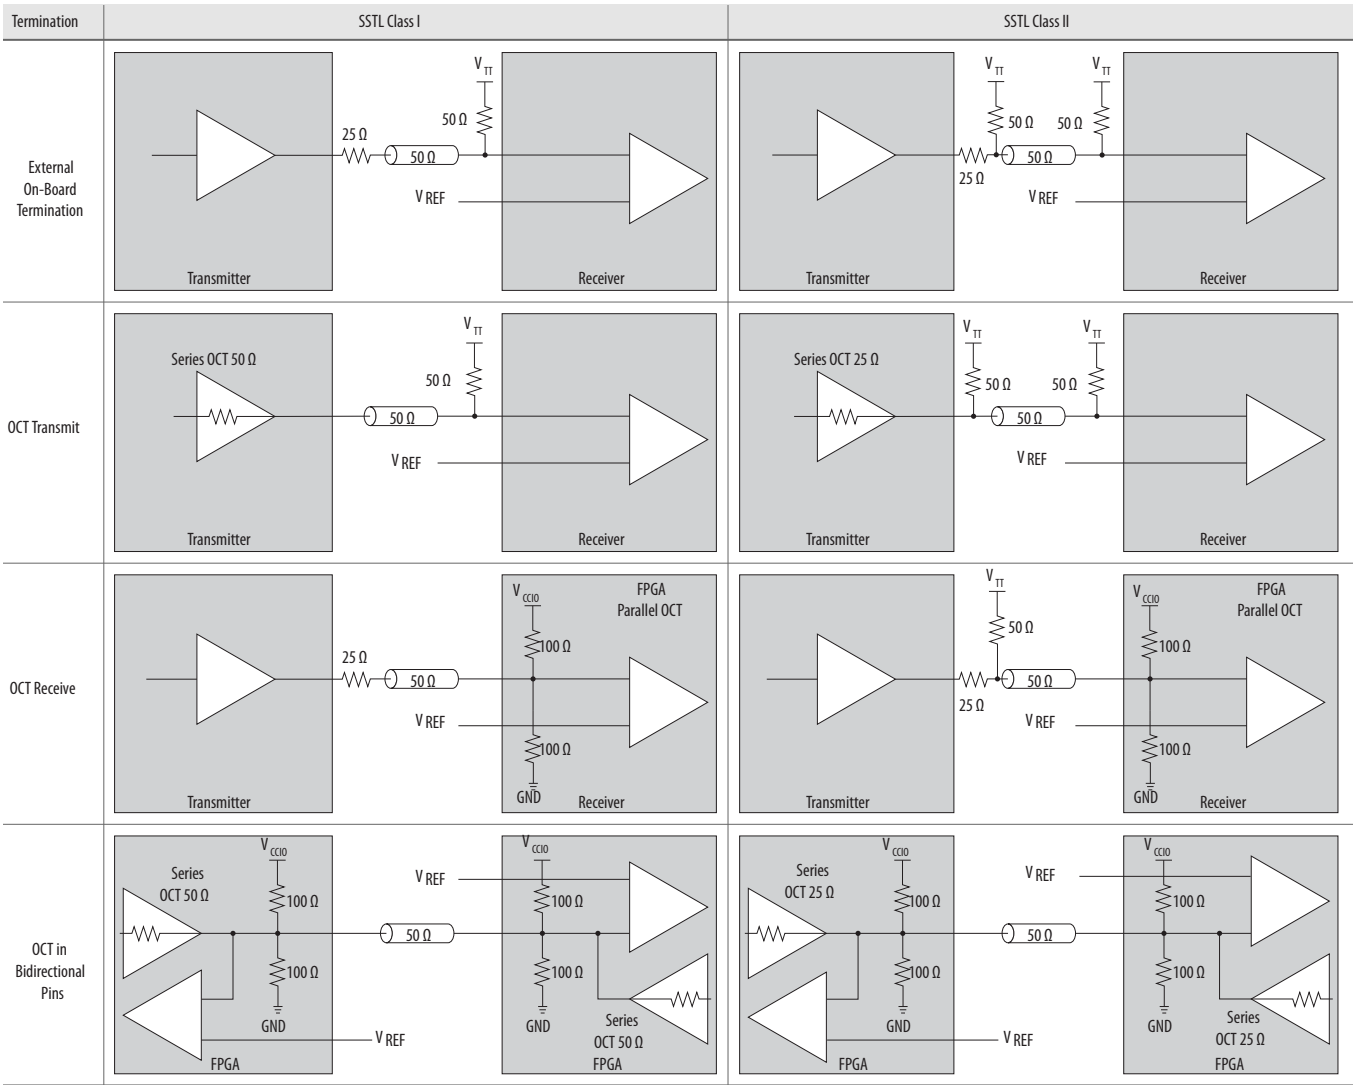 Termination
SSTL Class I
SSTL Class II
External
On-Board
Termination
V TT
50 Ω
25 Ω
50 Ω
V REF
Transmitter
Receiver
V TT
V TT
50 Ω
50 Ω
50 Ω
25 Ω
V REF
Transmitter
Receiver
OCT Transmit
V TT
Series OCT 50 Ω
50 Ω
50 Ω
V REF
Transmitter
Receiver
V TT
V TT
Series OCT 25 Ω
50 Ω
50 Ω
50 Ω
V REF
Transmitter
Receiver
OCT Receive
V CCIO
FPGA
Parallel OCT
100 Ω
25 Ω
50 Ω
V REF
100 Ω
GND
Transmitter
Receiver
V TT
V CCIO
FPGA
Parallel OCT
50 Ω
100 Ω
50 Ω
25 Ω
V REF
100 Ω
GND
Transmitter
Receiver
OCT in
Bidirectional
Pins
V CCIO
Series
OCT 50 Ω
100 Ω
100 Ω
GND
V REF
FPGA
50 Ω
V CCIO
V REF
100 Ω
100 Ω
GND
Series
OCT 50 Ω
FPGA
V CCIO
Series
OCT 25 Ω
100 Ω
100 Ω
GND
V REF
FPGA
50 Ω
V CCIO
V REF
100 Ω
100 Ω
GND
Series
OCT 25 Ω
FPGA